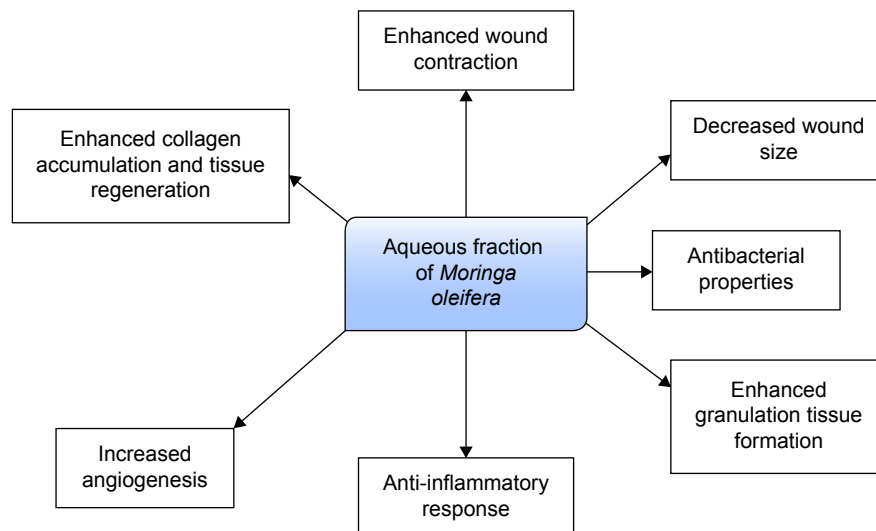 Enhanced wound
contraction
Enhanced collagen
accumulation and tissue
regeneration
Decreased wound
size
Aqueous fraction
of Moringa
oleifera
Antibacterial
properties
Enhanced
granulation tissue
formation
Increased
angiogenesis
Anti-inflammatory
response